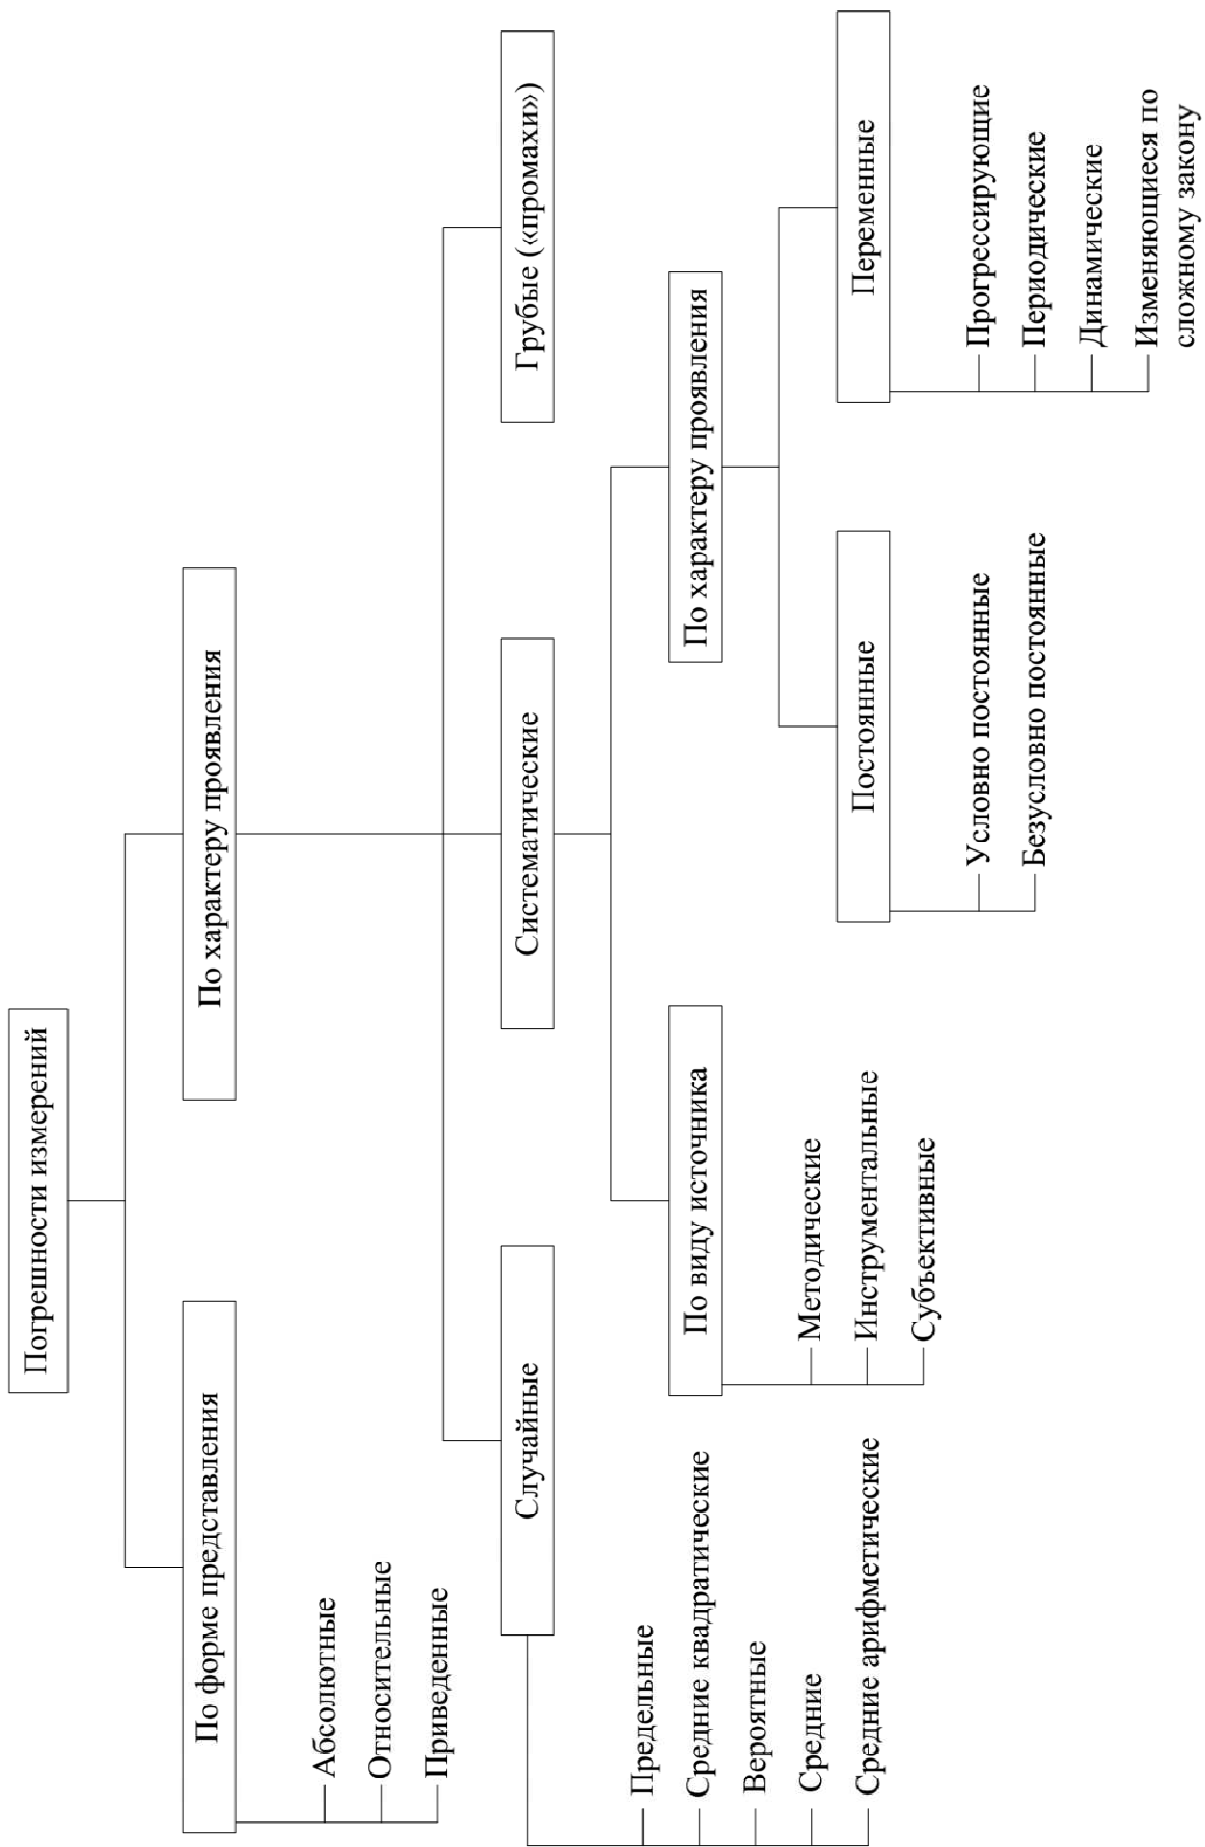 Погрешности измерений
По форме представления
По характеру проявления
Абсолютные
Относительные
Приведенные
Случайные
Систематические
Грубые («промахи»)
Предельные
Средние квадратические
Вероятные
Средние
Средние арифметические
По виду источника
По характеру проявления
Методические
Инструментальные
Субъективные
Постоянные
Переменные
Условно постоянные
Безусловно постоянные
Прогрессирующие
Периодические
Динамические
Изменяющиеся по
сложному закону